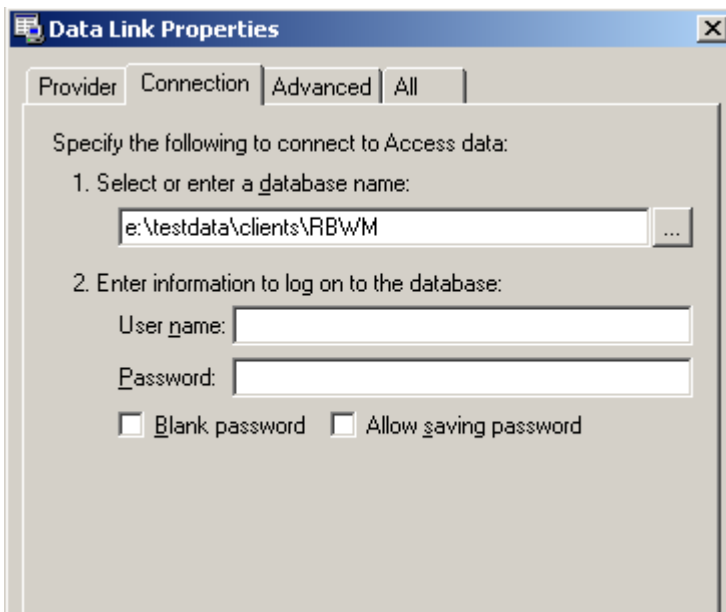 Data Link Properties
Provider Connection Advanced All
Specify the following to connect to Access data:
1. Select or enter a database name:
e:\testdata\clients\RBWM ...
2. Enter information to log on to the database:
User name:
Password:
Blank password Allow saving password